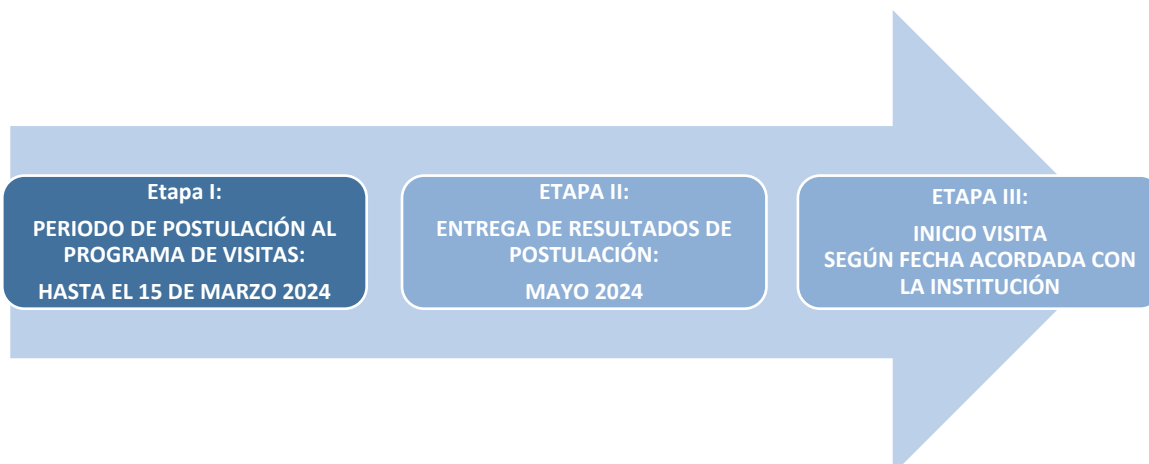 Etapa I:
PERIODO DE POSTULACIÓN AL
PROGRAMA DE VISITAS:
HASTA EL 15 DE MARZO 2024
ETAPA II:
ENTREGA DE RESULTADOS DE
POSTULACIÓN:
MAYO 2024
ETAPA III:
INICIO VISITA
SEGÚN FECHA ACORDADA CON
LA INSTITUCIÓN